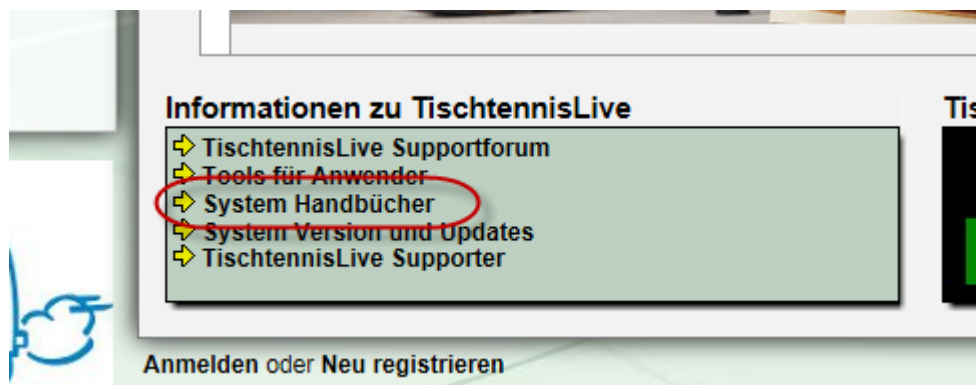 Informationen zu TischtennisLive
TischtennisLive Supportforum
Tools für Anwender
System Handbücher
System Version und Updates
TischtennisLive Supporter
Anmelden oder Neu registrieren